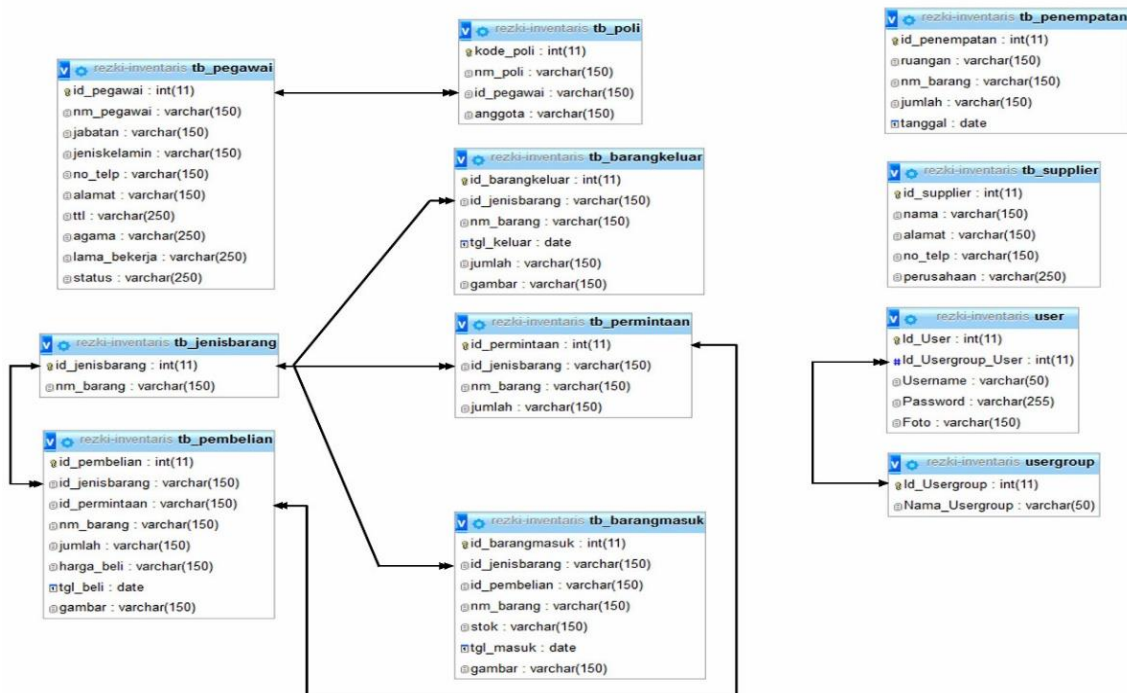 rezki-inventaris tb_pegawai
id_pegawai : int(11)
nm_pegawai : varchar(150)
jabatan : varchar(150)
jeniskelamin : varchar(150)
no_telp : varchar(150)
alamat : varchar(150)
ttl : varchar(250)
agama : varchar(250)
lama_bekerja : varchar(250)
status : varchar(250)
rezki-inventaris tb_poli
kode_poli : int(11)
nm_poli : varchar(150)
id_pegawai : varchar(150)
anggota : varchar(150)
rezki-inventaris tb_penempatan
id_penempatan : int(11)
ruangan : varchar(150)
nm_barang : varchar(150)
jumlah : varchar(150)
tanggal : date
rezki-inventaris tb_barangkeluar
id_barangkeluar : int(11)
id_jenisbarang : varchar(150)
nm_barang : varchar(150)
tgl_keluar : date
jumlah : varchar(150)
gambar : varchar(150)
rezki-inventaris tb_supplier
id_supplier : int(11)
nama : varchar(150)
alamat : varchar(150)
no_telp : varchar(150)
perusahaan : varchar(250)
rezki-inventaris tb_jenisbarang
id_jenisbarang : int(11)
nm_barang : varchar(150)
rezki-inventaris tb_permintaan
id_permintaan : int(11)
id_jenisbarang : varchar(150)
nm_barang : varchar(150)
jumlah : varchar(150)
rezki-inventaris user
Id_User : int(11)
# Id_Usergroup_User : int(11)
Username : varchar(50)
Password : varchar(255)
Foto : varchar(150)
rezki-inventaris tb_pembelian
id_pembelian : int(11)
id_jenisbarang : varchar(150)
id_permintaan : varchar(150)
nm_barang : varchar(150)
jumlah : varchar(150)
harga_beli : varchar(150)
tgl_beli : date
gambar : varchar(150)
rezki-inventaris tb_barangmasuk
id_barangmasuk : int(11)
id_jenisbarang : varchar(150)
id_pembelian : varchar(150)
nm_barang : varchar(150)
stok : varchar(150)
tgl_masuk : date
gambar : varchar(150)
rezki-inventaris usergroup
Id_Usergroup : int(11)
Nama_Usergroup : varchar(50)